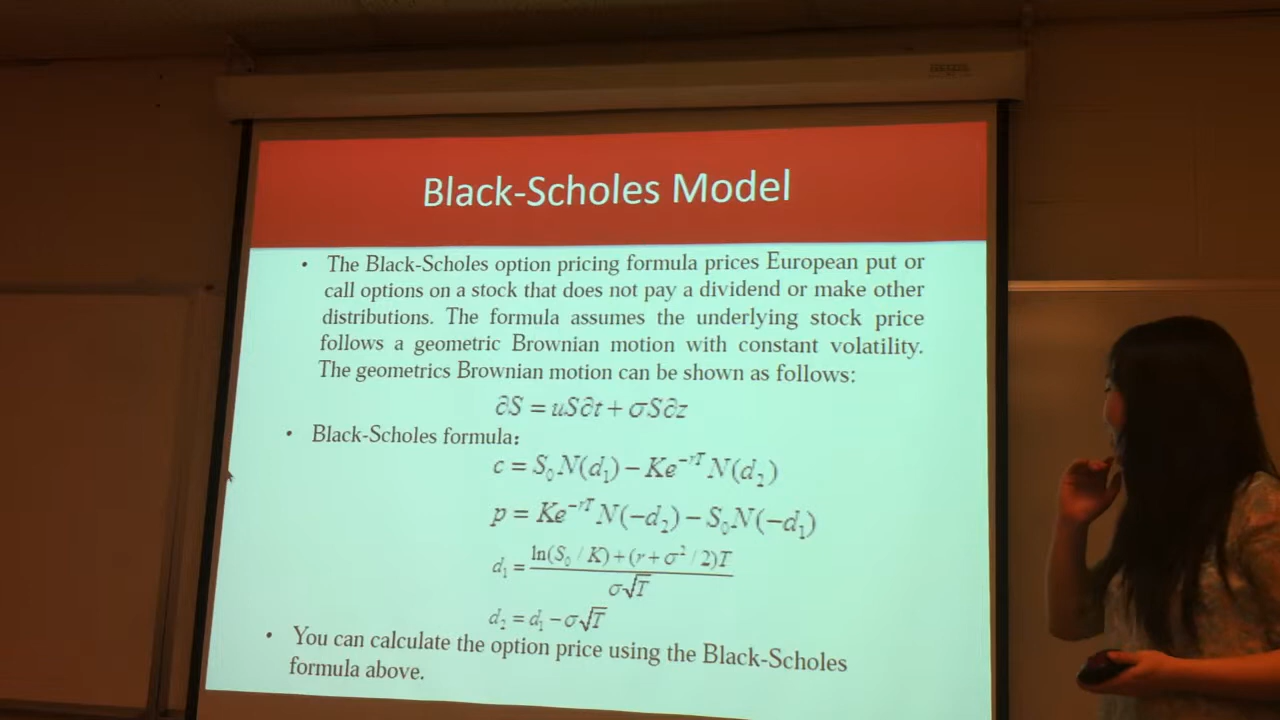 Black-Scholes Model
• The Black-Scholes option pricing formula prices European put or
call options on a stock that does not pay a dividend or make other
distributions. The formula assumes the underlying stock price
follows a geometric Brownian motion with constant volatility.
The geometrics Brownian motion can be shown as follows:
∂S = uS∂t + σS∂z
• Black-Scholes formula:
c = S₀N(d₁) − Ke^(−rT) N(d₂)
p = Ke^(−rT) N(−d₂) − S₀N(−d₁)
d₁ = (ln(S₀ / K) + (r + σ² / 2)T) / (σ√T)
d₂ = d₁ − σ√T
• You can calculate the option price using the Black-Scholes
formula above.